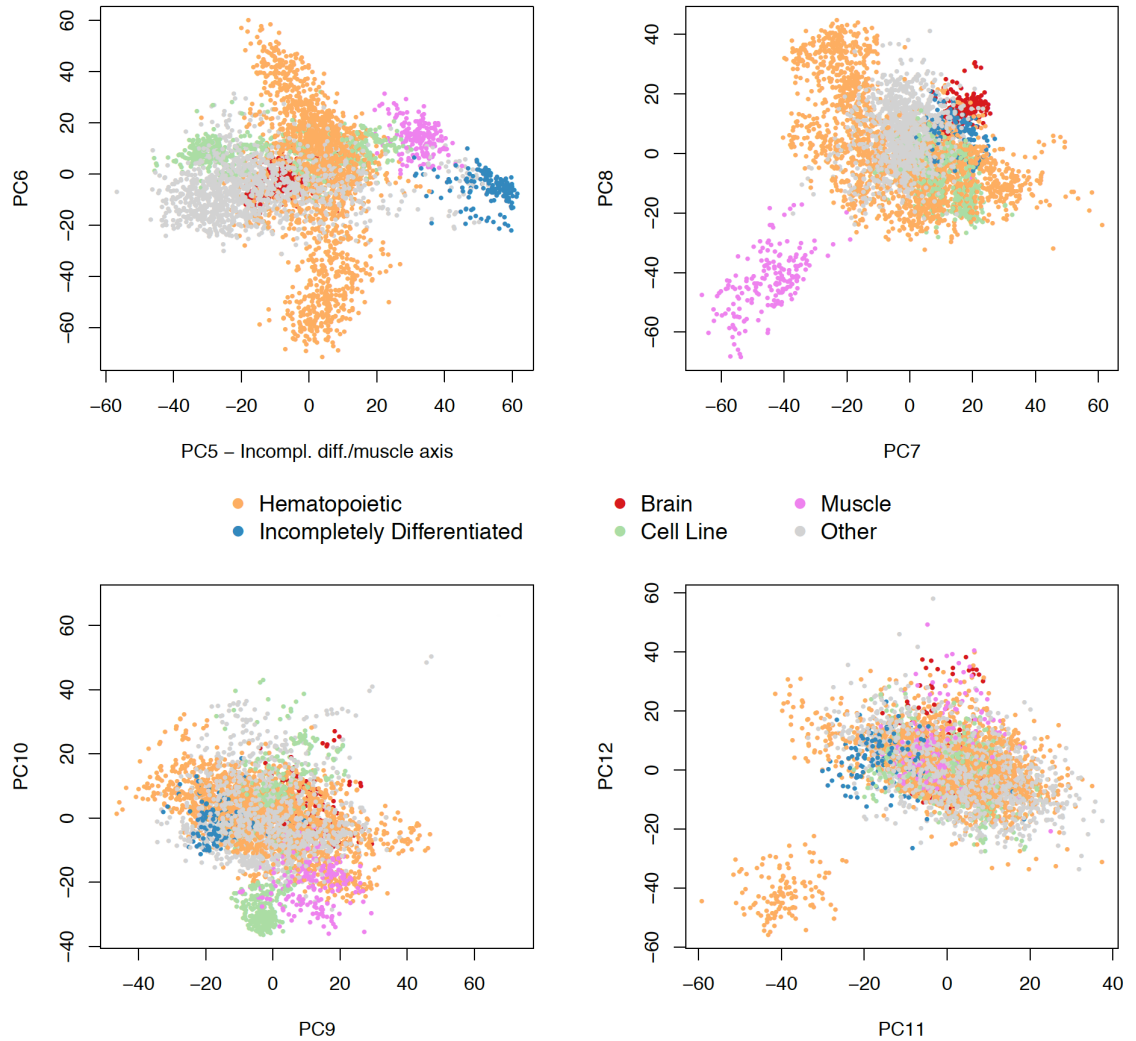 PC6
60
40
20
0
−20
−40
−60
−60 −40 −20 0 20 40 60
PC5 − Incompl. diff./muscle axis
PC8
40
20
0
−20
−40
−60
−60 −40 −20 0 20 40 60
PC7
Hematopoietic
Incompletely Differentiated
Brain
Cell Line
Muscle
Other
PC10
60
40
20
0
−20
−40
−40 −20 0 20 40 60
PC9
PC12
60
40
20
0
−20
−40
−60
−60 −40 −20 0 20 40
PC11